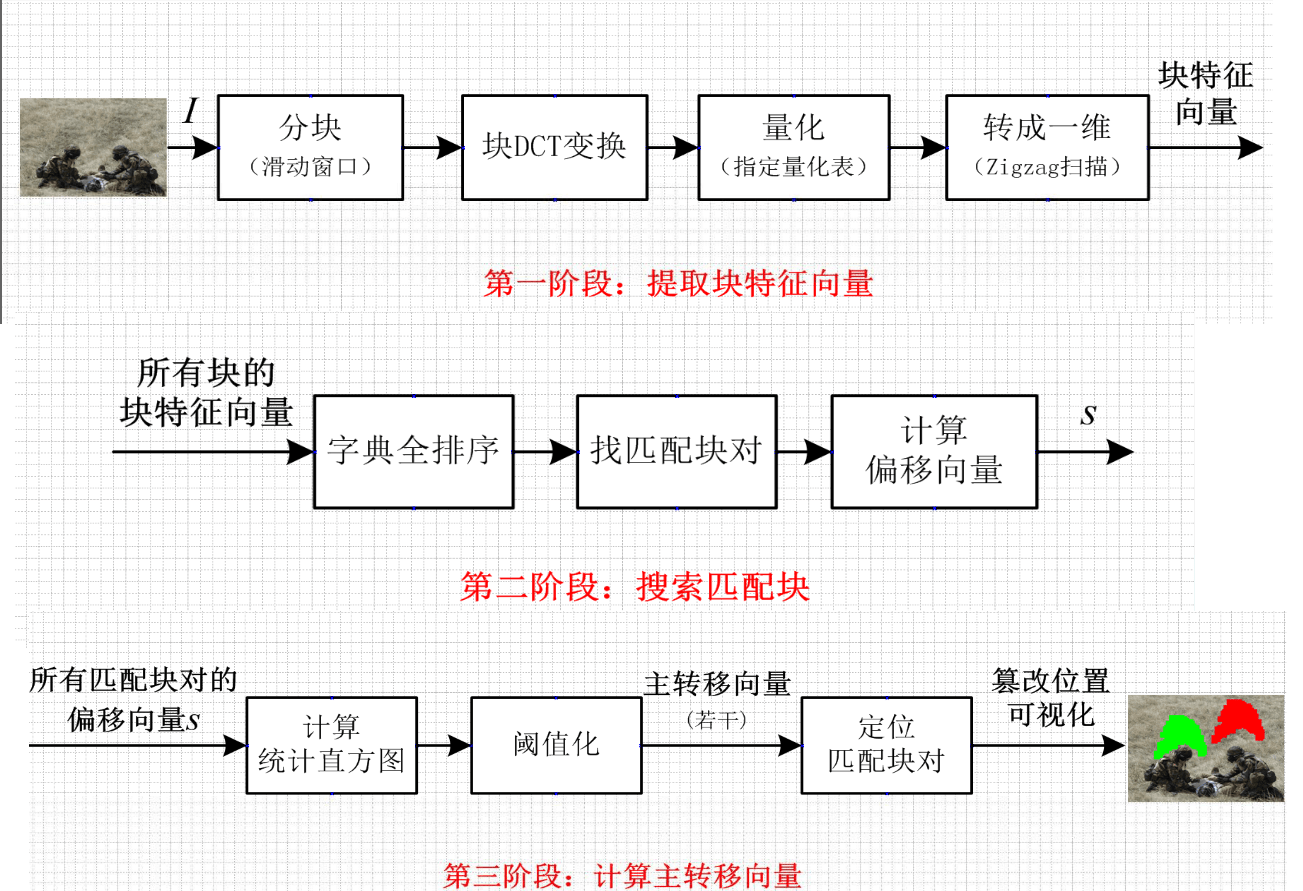 I
分块
（滑动窗口）
块DCT变换
量化
（指定量化表）
转成一维
（Zigzag扫描）
块特征
向量
第一阶段：提取块特征向量
所有块的
块特征向量
字典全排序
找匹配块对
计算
偏移向量
s
第二阶段：搜索匹配块
所有匹配块对的
偏移向量s
计算
统计直方图
阈值化
主转移向量
（若干）
定位
匹配块对
篡改位置
可视化
第三阶段：计算主转移向量